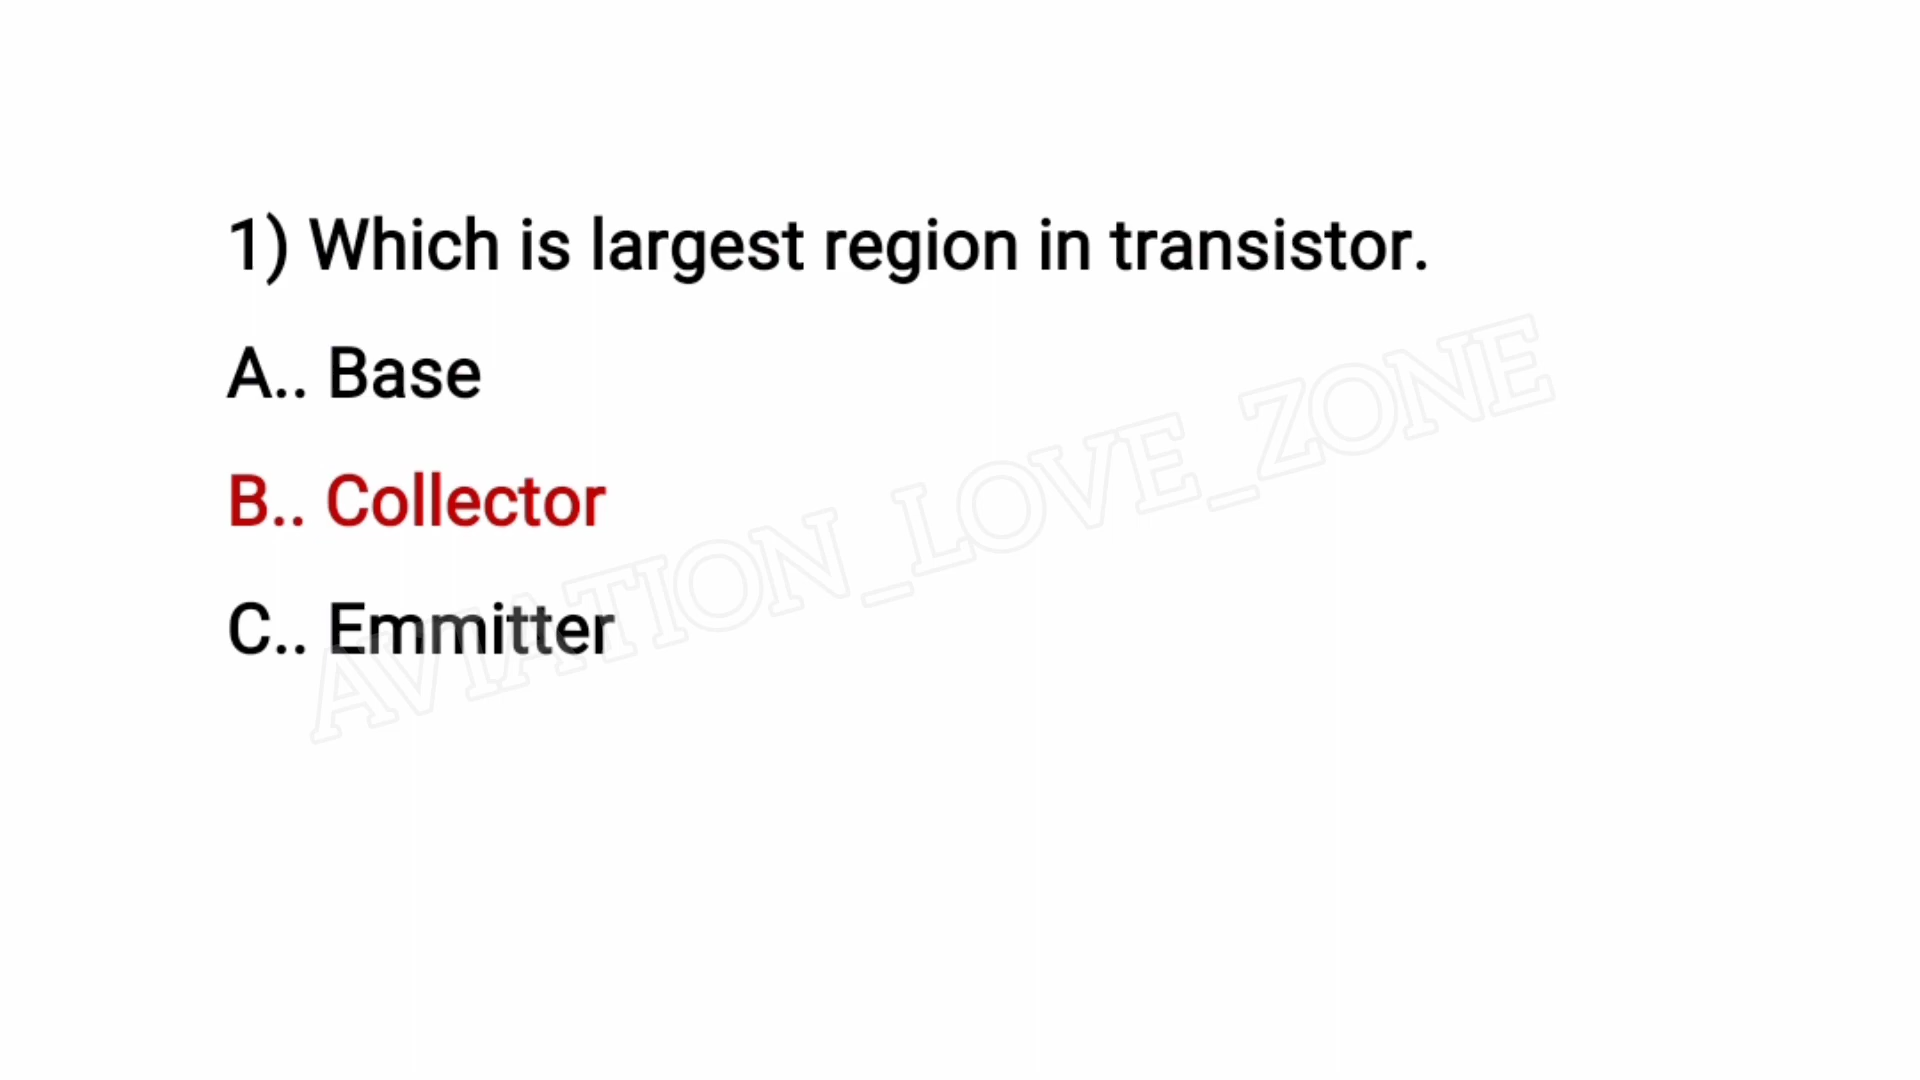 1) Which is largest region in transistor.
A.. Base
B.. Collector
C.. Emmitter
AVIATION_LOVE_ZONE